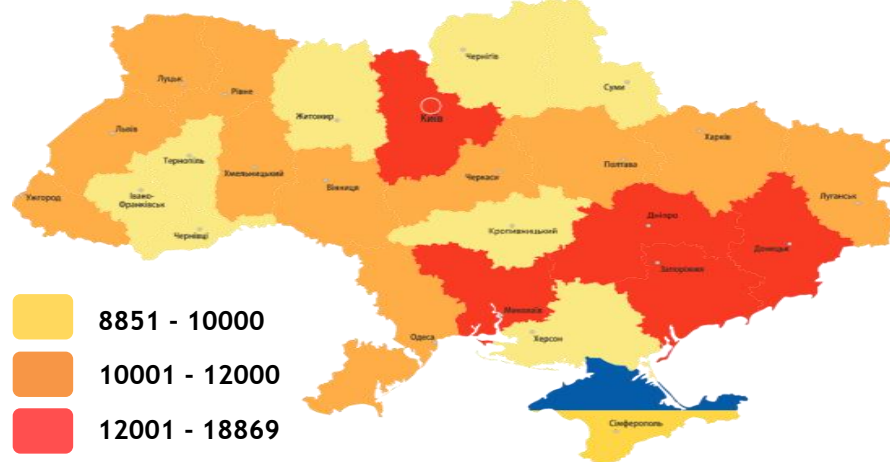 Чернігів
Луцьк
Рівне
Суми
Житомир
Київ
Львів
Харків
Тернопіль
Полтава
Хмельницький
Черкаси
Вінниця
Ужгород
Івано-
Франківськ
Луганськ
Дніпро
Кропивницький
Чернівці
Донецьк
Запоріжжя
Миколаїв
8851 - 10000
Одеса
Херсон
10001 - 12000
Сімферополь
12001 - 18869